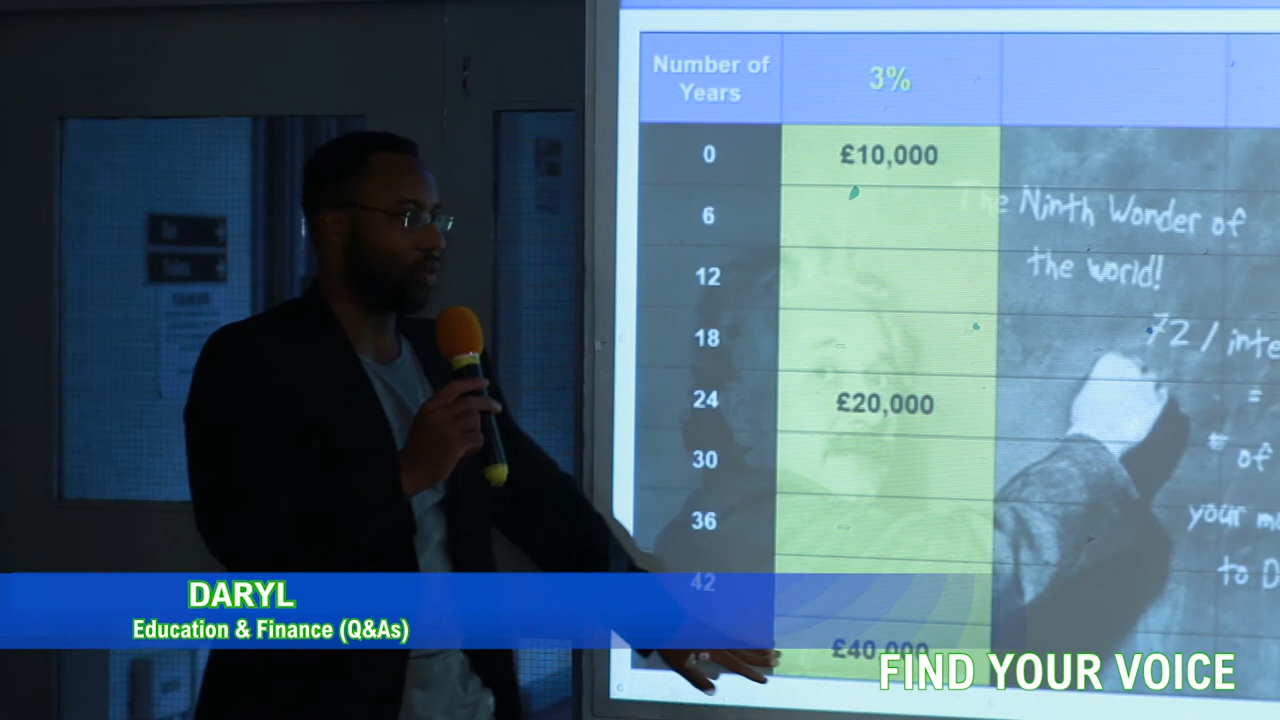 Number of
Years
3%
0
£10,000
6
12
18
24
£20,000
30
36
42
£40,000
The Ninth Wonder of
the world!
72 /
=
of
your
to
DARYL
Education & Finance (Q&As)
FIND YOUR VOICE